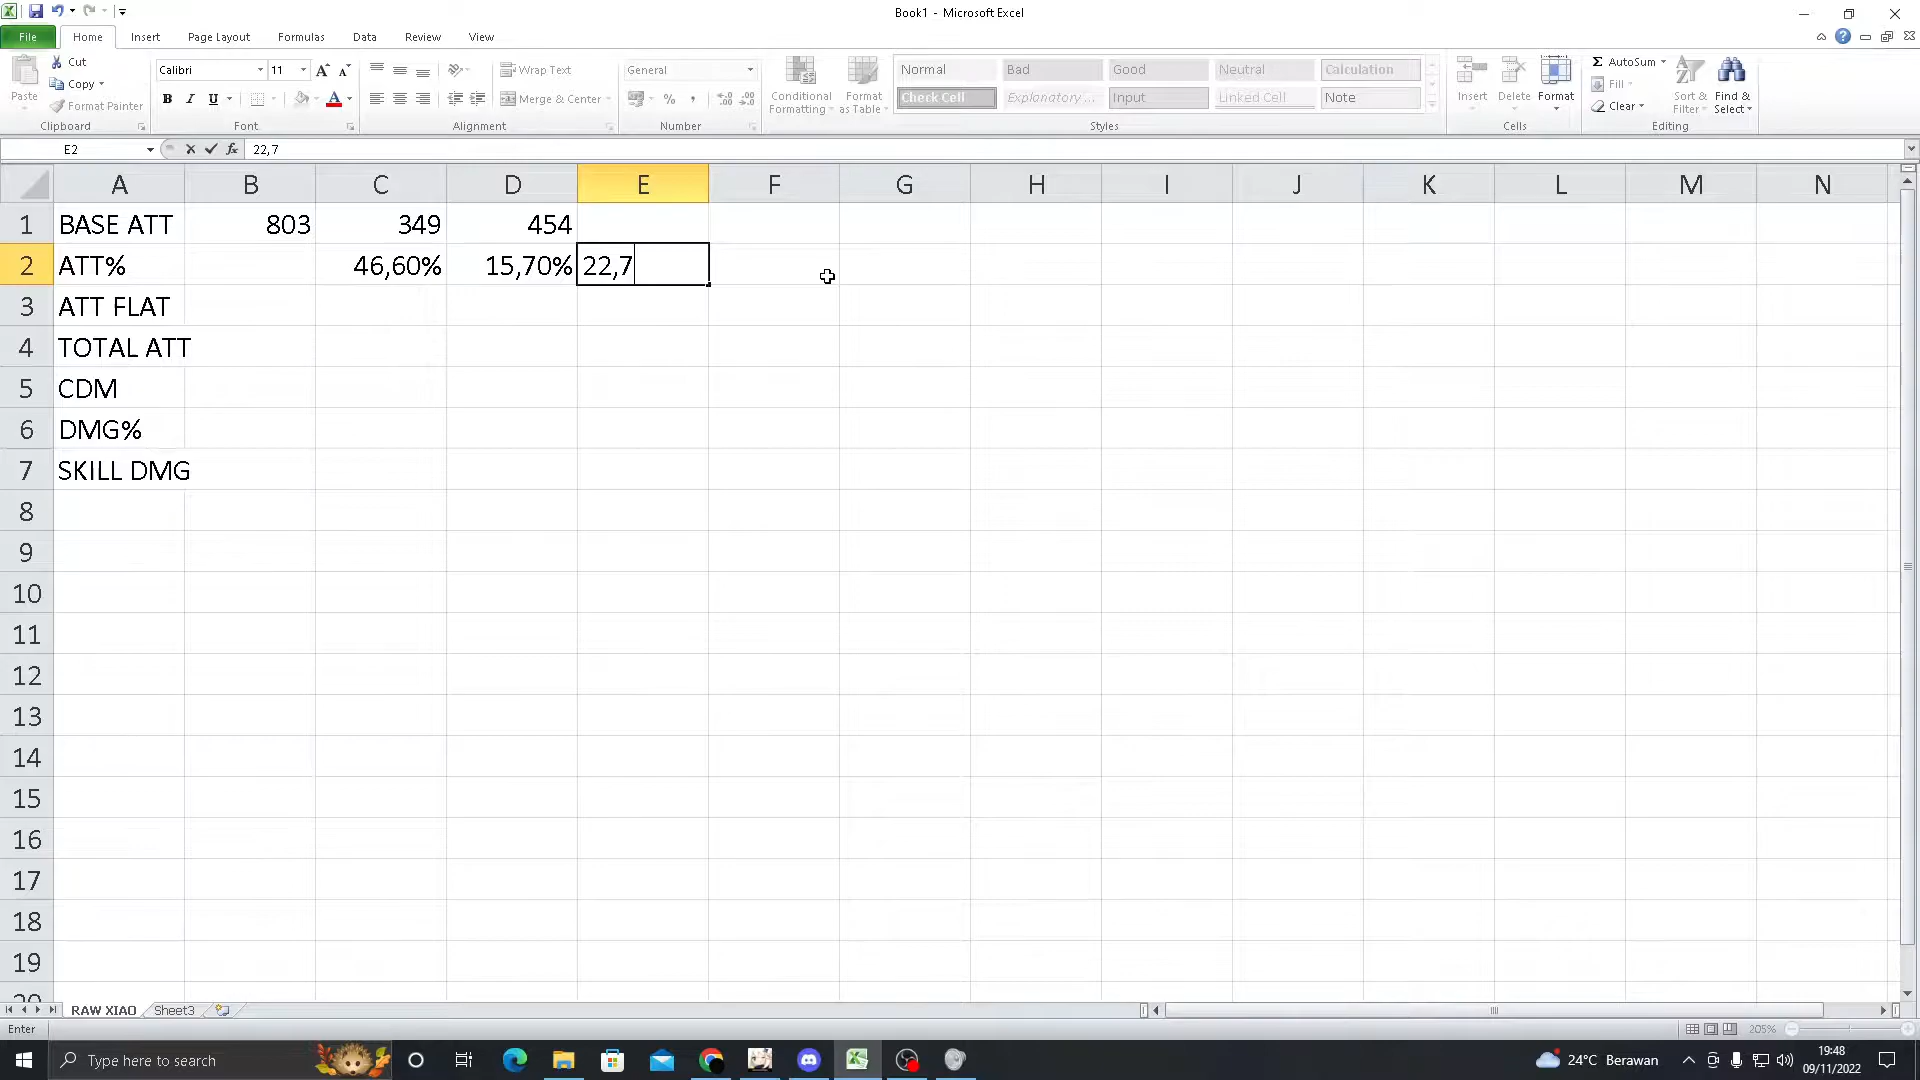 Book1 - Microsoft Excel
File Home Insert Page Layout Formulas Data Review View
Paste
Cut
Copy
Format Painter
Clipboard
Calibri 11
B I U
Font
Wrap Text
Merge & Center
Alignment
General
Number
Conditional Formatting
Format as Table
Normal Bad Good Neutral Calculation
Check Cell Explanatory ... Input Linked Cell Note
Styles
Insert Delete Format
Cells
Σ AutoSum
Fill
Clear
Sort & Filter
Find & Select
Editing
E2 fx 22,7
A B C D E F G H I J K L M N
1 BASE ATT 803 349 454
2 ATT% 46,60% 15,70% 22,7
3 ATT FLAT
4 TOTAL ATT
5 CDM
6 DMG%
7 SKILL DMG
8
9
10
11
12
13
14
15
16
17
18
19
20
RAW XIAO Sheet3
Enter 205%
Type here to search
24°C Berawan
19:48
09/11/2022